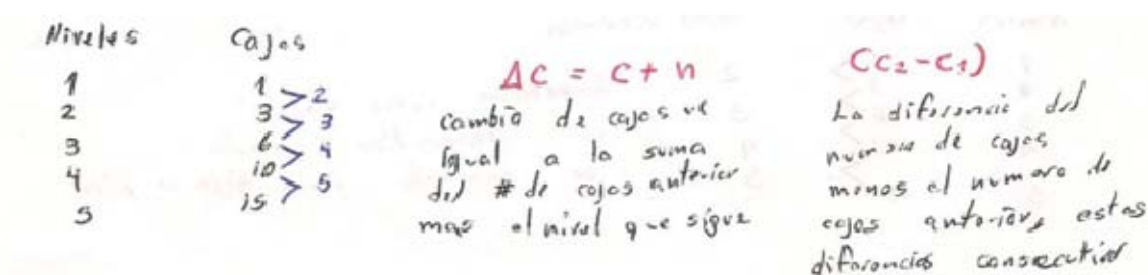 Niveles Cajas
1 1 >2
2 3 >3
3 6 >4
4 10 >5
5 15
ΔC = C + n
cambio de cajas
igual a la suma
del # de cajas anterior
mas el nivel que sigue
(C₂-C₁)
La diferencia del
numero de cajas
menos el numero de
cajas anterior, estas
diferencias consecutivas